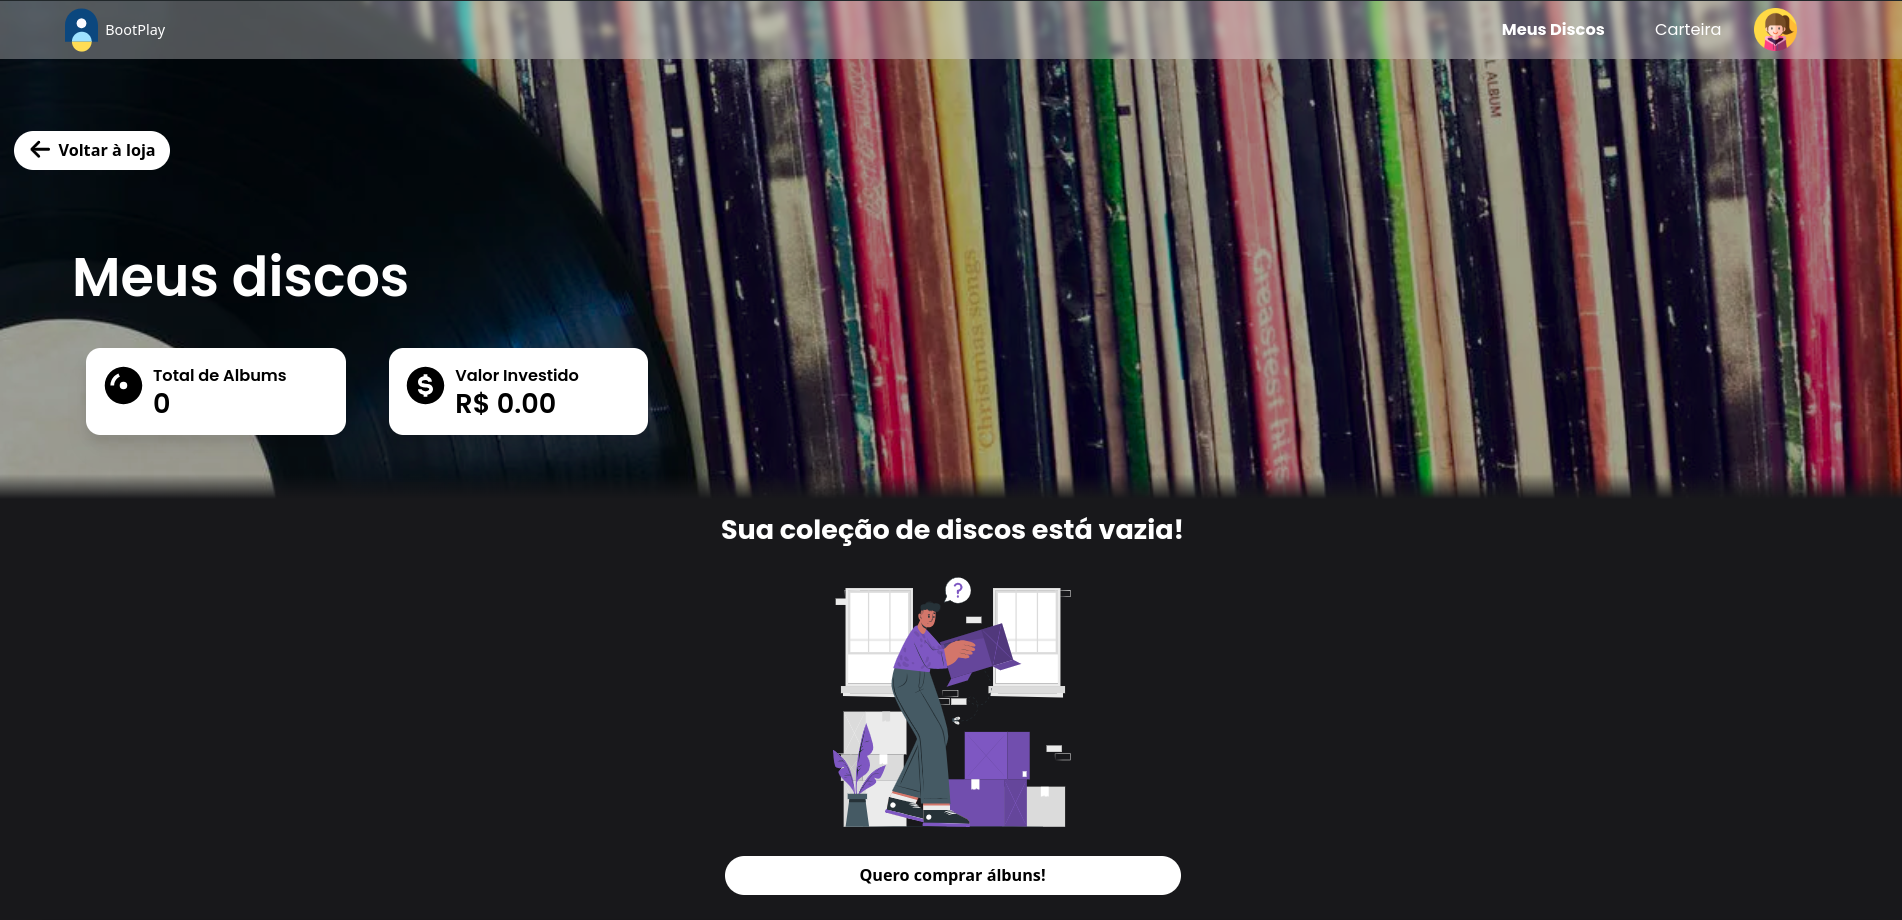 BootPlay
Meus Discos
Carteira
Voltar à loja
Meus discos
Total de Albums
0
Valor Investido
R$ 0.00
L ALBUM
Christmas songs
Greatest hits
Sua coleção de discos está vazia!
?
Quero comprar álbuns!